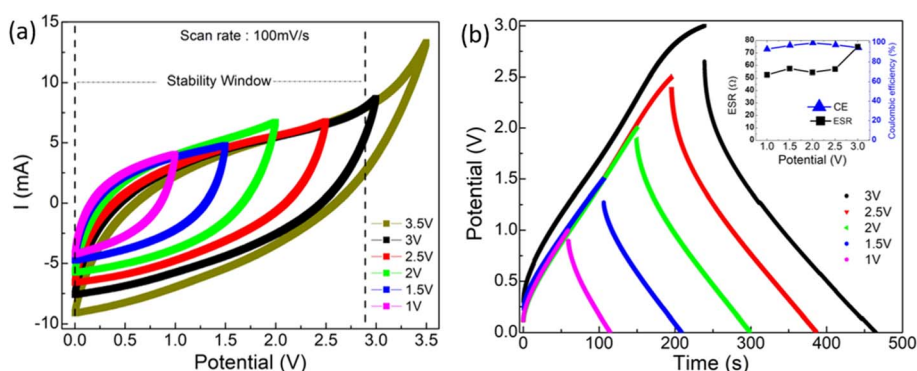 (a)
Scan rate : 100mV/s
Stability Window
I (mA)
15
10
5
0
-5
-10
0.0 0.5 1.0 1.5 2.0 2.5 3.0 3.5
Potential (V)
3.5V
3V
2.5V
2V
1.5V
1V
(b)
Potential (V)
3.0
2.5
2.0
1.5
1.0
0.5
0.0
0 100 200 300 400 500
Time (s)
ESR (Ω)
80
70
60
50
40
30
20
10
0
1.0 1.5 2.0 2.5 3.0
Potential (V)
CE
ESR
100
80
60
40
20
0
Coulombic efficiency (%)
3V
2.5V
2V
1.5V
1V